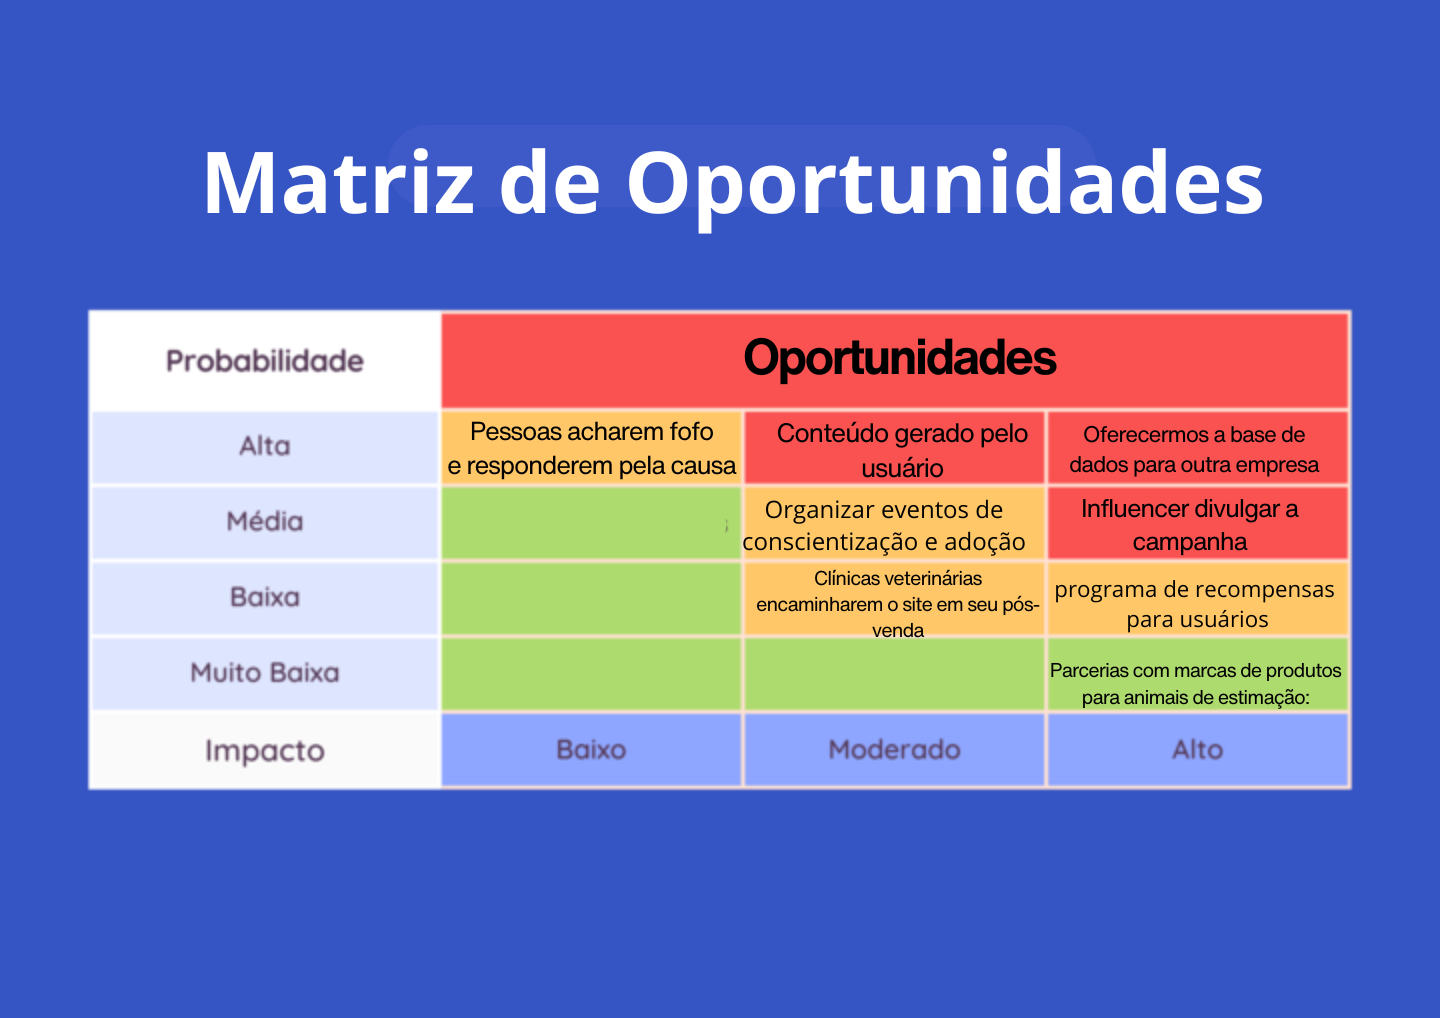 Matriz de Oportunidades
Probabilidade
Oportunidades
Alta
Pessoas acharem fofo
e responderem pela causa
Conteúdo gerado pelo
usuário
Oferecermos a base de
dados para outra empresa
Média
;
Organizar eventos de
conscientização e adoção
Influencer divulgar a
campanha
Baixa
Clínicas veterinárias
encaminharem o site em seu pós-
venda
programa de recompensas
para usuários
Muito Baixa
Parcerias com marcas de produtos
para animais de estimação:
Impacto
Baixo
Moderado
Alto